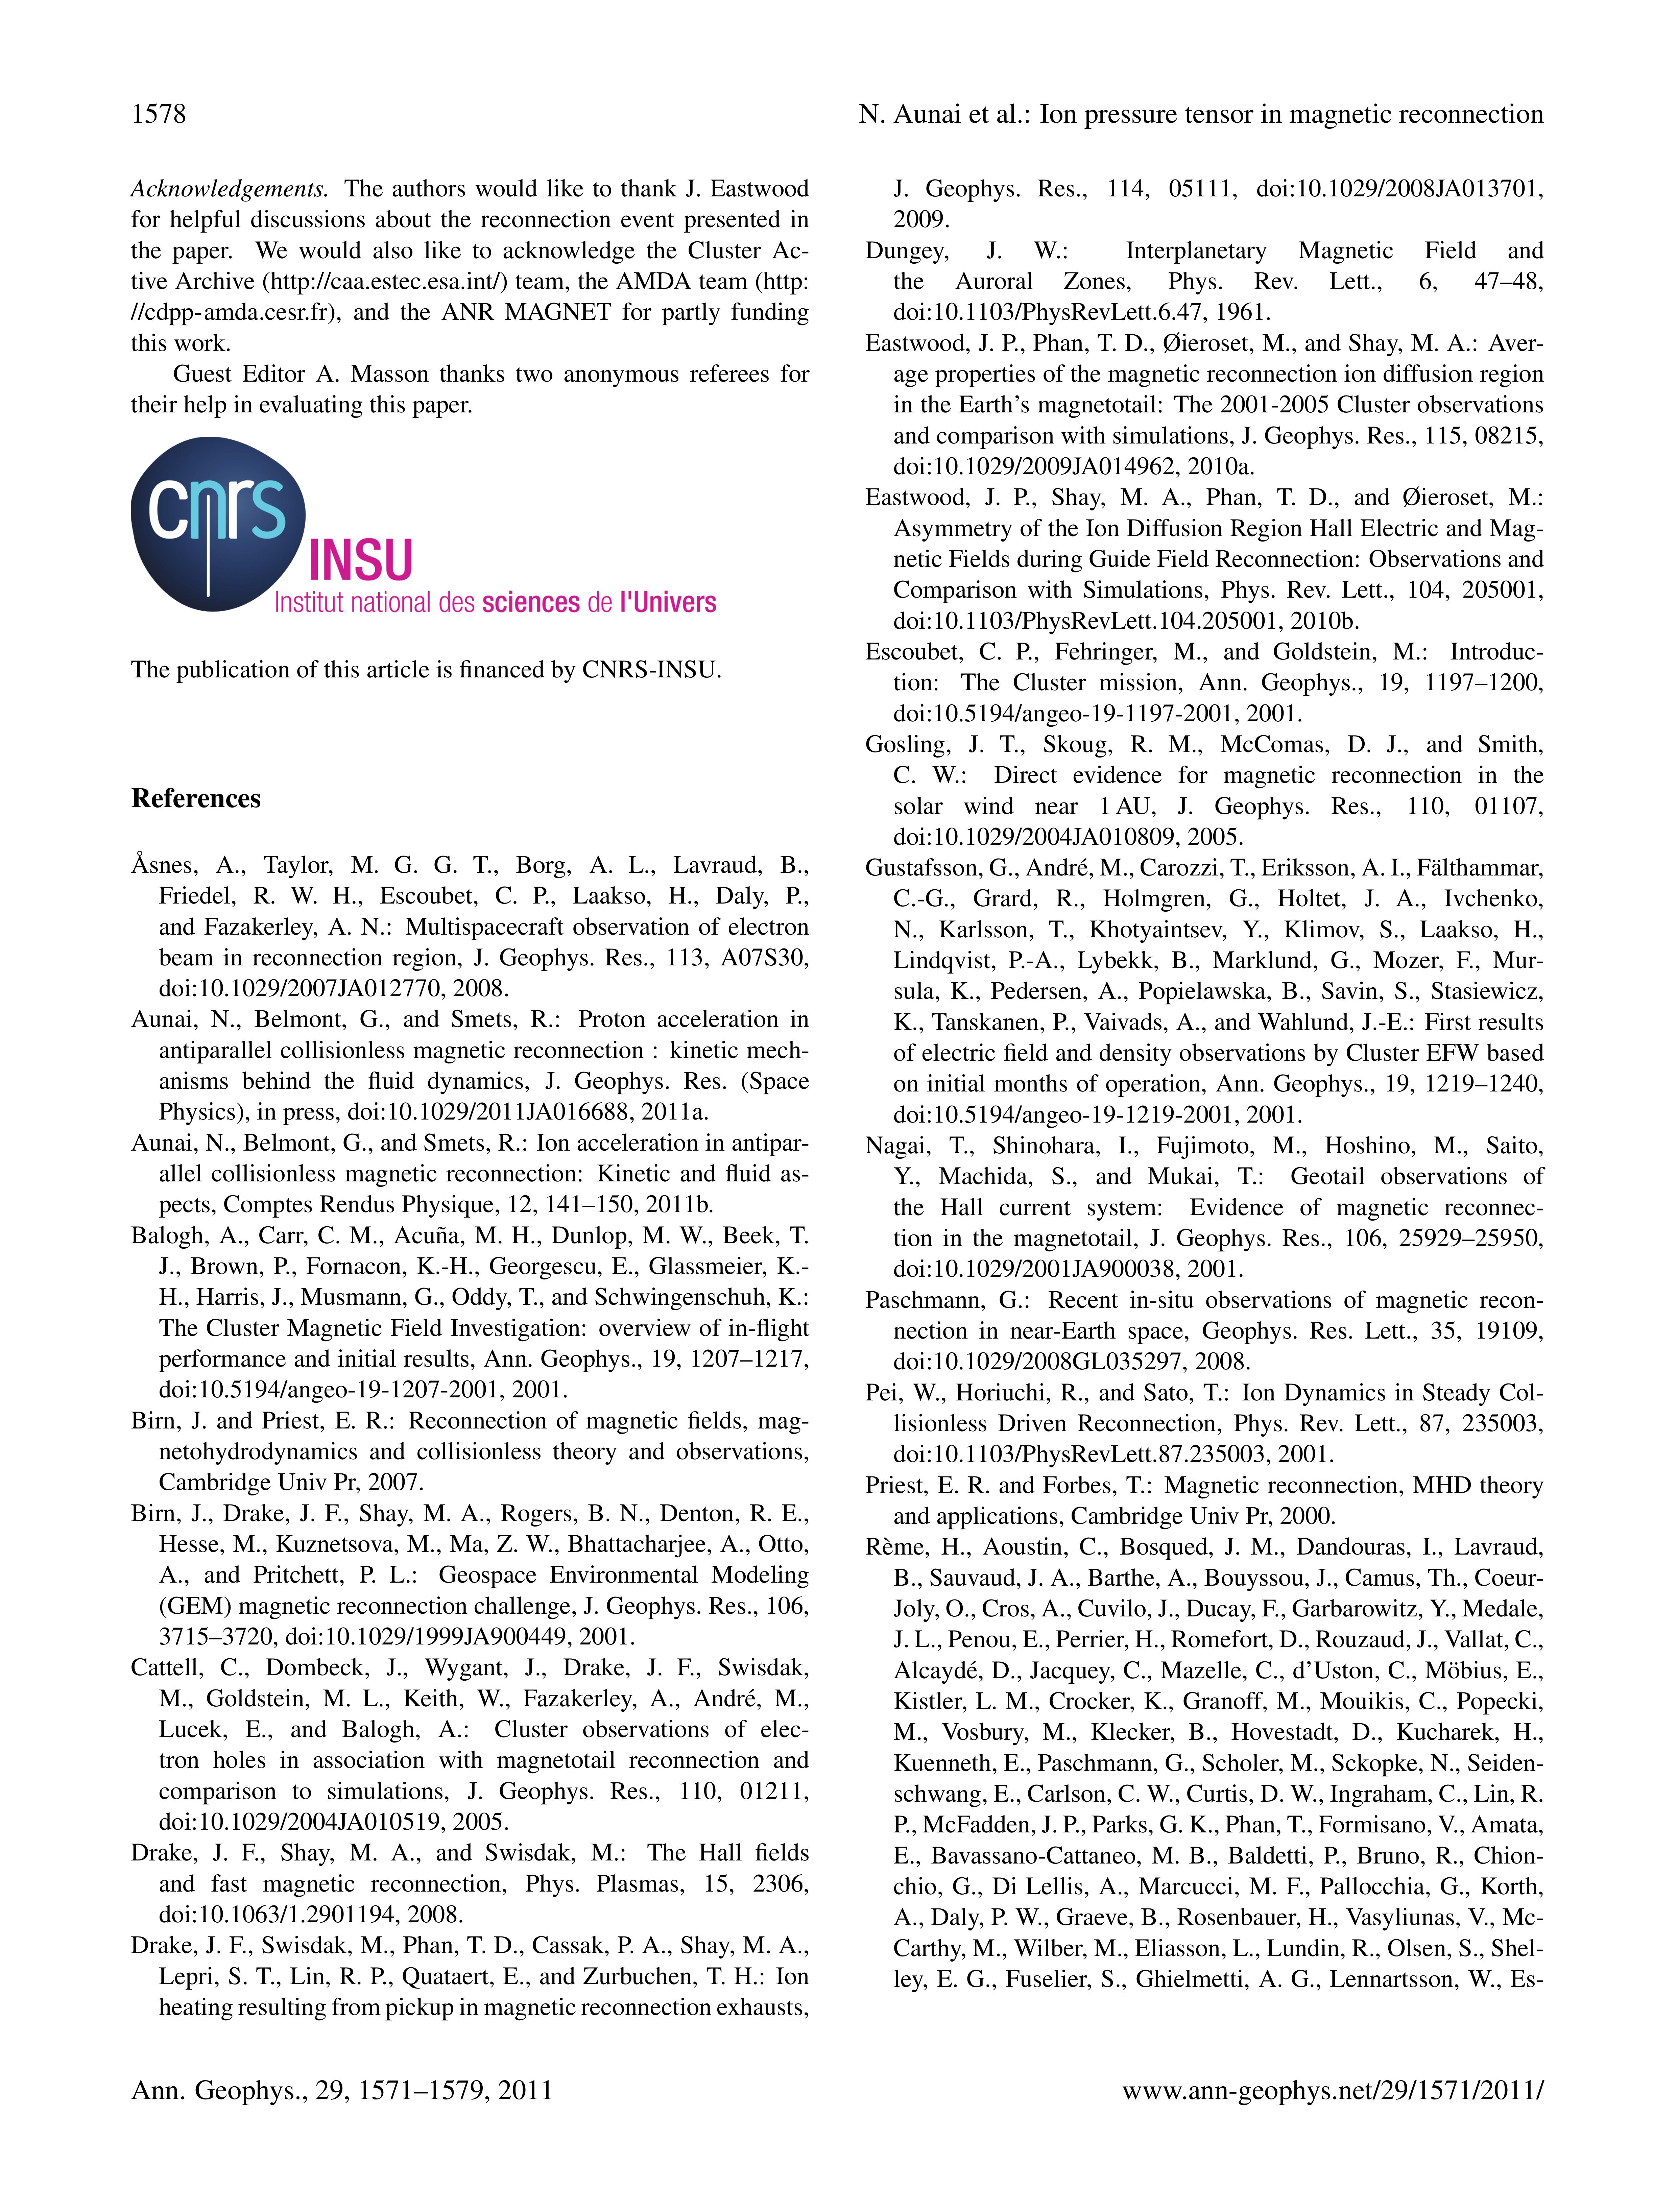 1578
N. Aunai et al.: Ion pressure tensor in magnetic reconnection
Acknowledgements. The authors would like to thank J. Eastwood
for helpful discussions about the reconnection event presented in
the paper. We would also like to acknowledge the Cluster Ac-
tive Archive (http://caa.estec.esa.int/) team, the AMDA team (http:
//cdpp-amda.cesr.fr), and the ANR MAGNET for partly funding
this work.
Guest Editor A. Masson thanks two anonymous referees for
their help in evaluating this paper.
cnrs
INSU
Institut national des sciences de l'Univers
The publication of this article is financed by CNRS-INSU.
References
Åsnes, A., Taylor, M. G. G. T., Borg, A. L., Lavraud, B.,
Friedel, R. W. H., Escoubet, C. P., Laakso, H., Daly, P.,
and Fazakerley, A. N.: Multispacecraft observation of electron
beam in reconnection region, J. Geophys. Res., 113, A07S30,
doi:10.1029/2007JA012770, 2008.
Aunai, N., Belmont, G., and Smets, R.: Proton acceleration in
antiparallel collisionless magnetic reconnection : kinetic mech-
anisms behind the fluid dynamics, J. Geophys. Res. (Space
Physics), in press, doi:10.1029/2011JA016688, 2011a.
Aunai, N., Belmont, G., and Smets, R.: Ion acceleration in antipar-
allel collisionless magnetic reconnection: Kinetic and fluid as-
pects, Comptes Rendus Physique, 12, 141–150, 2011b.
Balogh, A., Carr, C. M., Acuña, M. H., Dunlop, M. W., Beek, T.
J., Brown, P., Fornacon, K.-H., Georgescu, E., Glassmeier, K.-
H., Harris, J., Musmann, G., Oddy, T., and Schwingenschuh, K.:
The Cluster Magnetic Field Investigation: overview of in-flight
performance and initial results, Ann. Geophys., 19, 1207–1217,
doi:10.5194/angeo-19-1207-2001, 2001.
Birn, J. and Priest, E. R.: Reconnection of magnetic fields, mag-
netohydrodynamics and collisionless theory and observations,
Cambridge Univ Pr, 2007.
Birn, J., Drake, J. F., Shay, M. A., Rogers, B. N., Denton, R. E.,
Hesse, M., Kuznetsova, M., Ma, Z. W., Bhattacharjee, A., Otto,
A., and Pritchett, P. L.: Geospace Environmental Modeling
(GEM) magnetic reconnection challenge, J. Geophys. Res., 106,
3715–3720, doi:10.1029/1999JA900449, 2001.
Cattell, C., Dombeck, J., Wygant, J., Drake, J. F., Swisdak,
M., Goldstein, M. L., Keith, W., Fazakerley, A., André, M.,
Lucek, E., and Balogh, A.: Cluster observations of elec-
tron holes in association with magnetotail reconnection and
comparison to simulations, J. Geophys. Res., 110, 01211,
doi:10.1029/2004JA010519, 2005.
Drake, J. F., Shay, M. A., and Swisdak, M.: The Hall fields
and fast magnetic reconnection, Phys. Plasmas, 15, 2306,
doi:10.1063/1.2901194, 2008.
Drake, J. F., Swisdak, M., Phan, T. D., Cassak, P. A., Shay, M. A.,
Lepri, S. T., Lin, R. P., Quataert, E., and Zurbuchen, T. H.: Ion
heating resulting from pickup in magnetic reconnection exhausts,
J. Geophys. Res., 114, 05111, doi:10.1029/2008JA013701,
2009.
Dungey, J. W.: Interplanetary Magnetic Field and
the Auroral Zones, Phys. Rev. Lett., 6, 47–48,
doi:10.1103/PhysRevLett.6.47, 1961.
Eastwood, J. P., Phan, T. D., Øieroset, M., and Shay, M. A.: Aver-
age properties of the magnetic reconnection ion diffusion region
in the Earth's magnetotail: The 2001-2005 Cluster observations
and comparison with simulations, J. Geophys. Res., 115, 08215,
doi:10.1029/2009JA014962, 2010a.
Eastwood, J. P., Shay, M. A., Phan, T. D., and Øieroset, M.:
Asymmetry of the Ion Diffusion Region Hall Electric and Mag-
netic Fields during Guide Field Reconnection: Observations and
Comparison with Simulations, Phys. Rev. Lett., 104, 205001,
doi:10.1103/PhysRevLett.104.205001, 2010b.
Escoubet, C. P., Fehringer, M., and Goldstein, M.: Introduc-
tion: The Cluster mission, Ann. Geophys., 19, 1197–1200,
doi:10.5194/angeo-19-1197-2001, 2001.
Gosling, J. T., Skoug, R. M., McComas, D. J., and Smith,
C. W.: Direct evidence for magnetic reconnection in the
solar wind near 1 AU, J. Geophys. Res., 110, 01107,
doi:10.1029/2004JA010809, 2005.
Gustafsson, G., André, M., Carozzi, T., Eriksson, A. I., Fälthammar,
C.-G., Grard, R., Holmgren, G., Holtet, J. A., Ivchenko,
N., Karlsson, T., Khotyaintsev, Y., Klimov, S., Laakso, H.,
Lindqvist, P.-A., Lybekk, B., Marklund, G., Mozer, F., Mur-
sula, K., Pedersen, A., Popielawska, B., Savin, S., Stasiewicz,
K., Tanskanen, P., Vaivads, A., and Wahlund, J.-E.: First results
of electric field and density observations by Cluster EFW based
on initial months of operation, Ann. Geophys., 19, 1219–1240,
doi:10.5194/angeo-19-1219-2001, 2001.
Nagai, T., Shinohara, I., Fujimoto, M., Hoshino, M., Saito,
Y., Machida, S., and Mukai, T.: Geotail observations of
the Hall current system: Evidence of magnetic reconnec-
tion in the magnetotail, J. Geophys. Res., 106, 25929–25950,
doi:10.1029/2001JA900038, 2001.
Paschmann, G.: Recent in-situ observations of magnetic recon-
nection in near-Earth space, Geophys. Res. Lett., 35, 19109,
doi:10.1029/2008GL035297, 2008.
Pei, W., Horiuchi, R., and Sato, T.: Ion Dynamics in Steady Col-
lisionless Driven Reconnection, Phys. Rev. Lett., 87, 235003,
doi:10.1103/PhysRevLett.87.235003, 2001.
Priest, E. R. and Forbes, T.: Magnetic reconnection, MHD theory
and applications, Cambridge Univ Pr, 2000.
Rème, H., Aoustin, C., Bosqued, J. M., Dandouras, I., Lavraud,
B., Sauvaud, J. A., Barthe, A., Bouyssou, J., Camus, Th., Coeur-
Joly, O., Cros, A., Cuvilo, J., Ducay, F., Garbarowitz, Y., Medale,
J. L., Penou, E., Perrier, H., Romefort, D., Rouzaud, J., Vallat, C.,
Alcaydé, D., Jacquey, C., Mazelle, C., d'Uston, C., Möbius, E.,
Kistler, L. M., Crocker, K., Granoff, M., Mouikis, C., Popecki,
M., Vosbury, M., Klecker, B., Hovestadt, D., Kucharek, H.,
Kuenneth, E., Paschmann, G., Scholer, M., Sckopke, N., Seiden-
schwang, E., Carlson, C. W., Curtis, D. W., Ingraham, C., Lin, R.
P., McFadden, J. P., Parks, G. K., Phan, T., Formisano, V., Amata,
E., Bavassano-Cattaneo, M. B., Baldetti, P., Bruno, R., Chion-
chio, G., Di Lellis, A., Marcucci, M. F., Pallocchia, G., Korth,
A., Daly, P. W., Graeve, B., Rosenbauer, H., Vasyliunas, V., Mc-
Carthy, M., Wilber, M., Eliasson, L., Lundin, R., Olsen, S., Shel-
ley, E. G., Fuselier, S., Ghielmetti, A. G., Lennartsson, W., Es-
Ann. Geophys., 29, 1571–1579, 2011
www.ann-geophys.net/29/1571/2011/